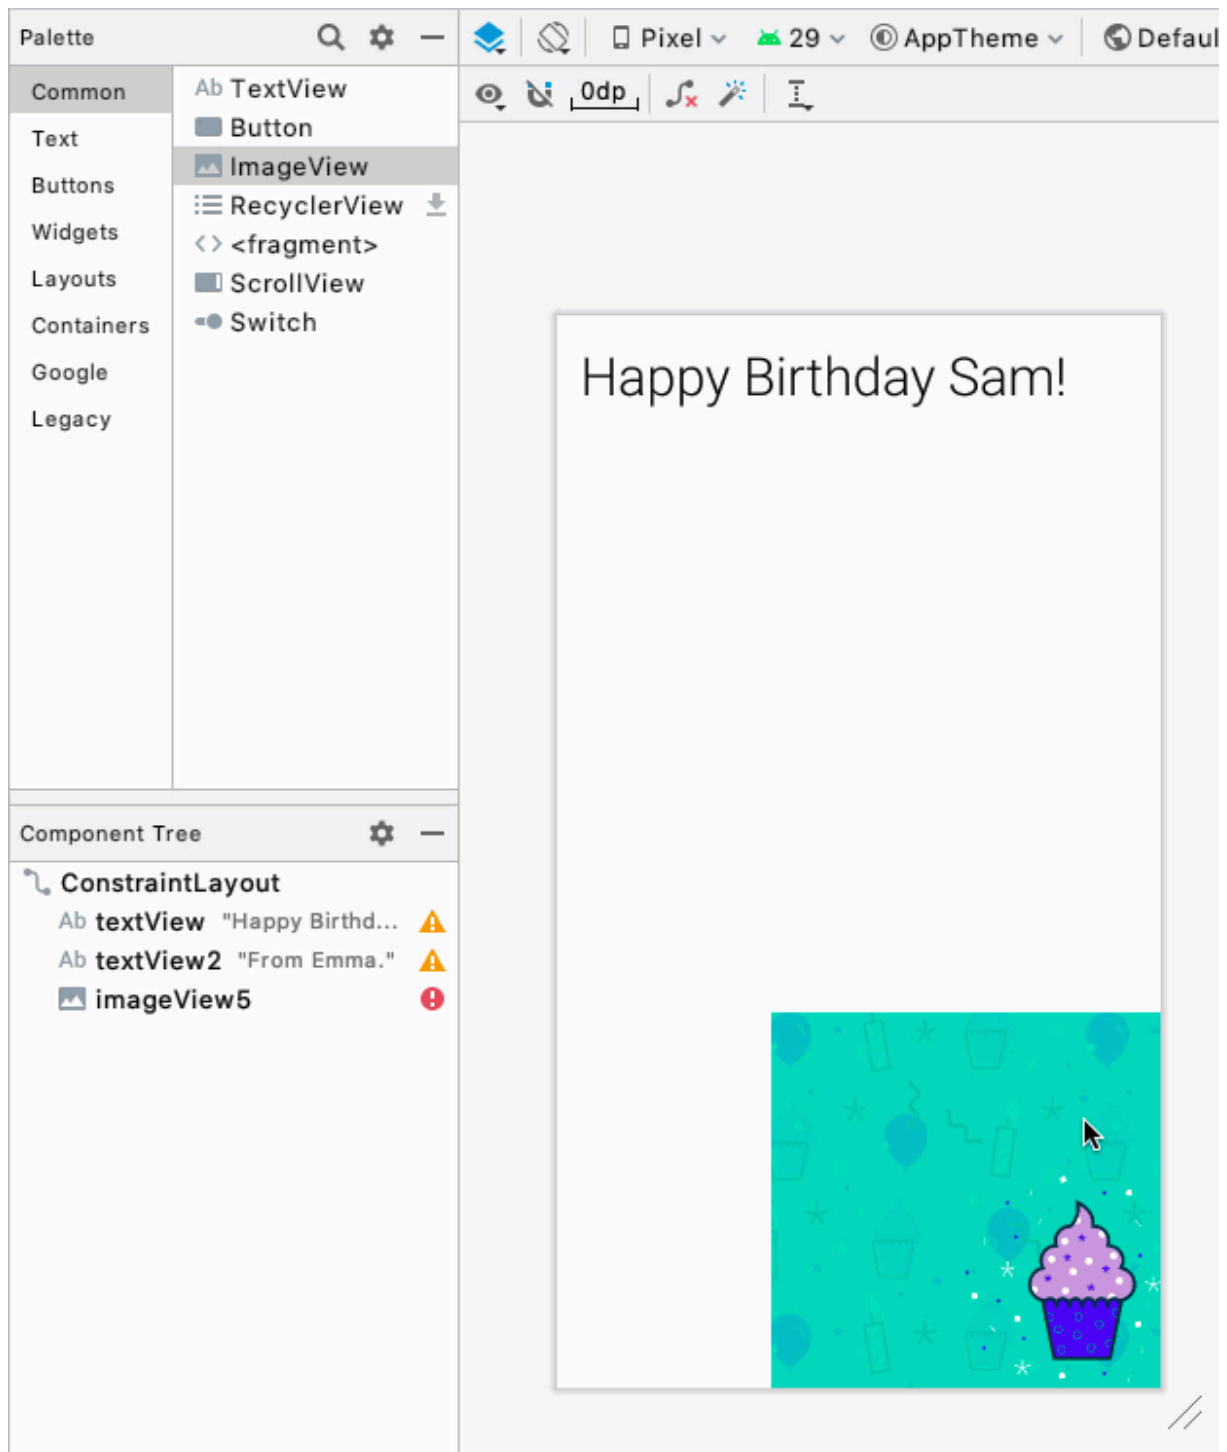 Palette
Common
Text
Buttons
Widgets
Layouts
Containers
Google
Legacy
Ab TextView
Button
ImageView
RecyclerView
<fragment>
ScrollView
Switch
Component Tree
ConstraintLayout
Ab textView "Happy Birthd...
Ab textView2 "From Emma."
imageView5
Pixel 29 AppTheme Defaul
0dp
Happy Birthday Sam!